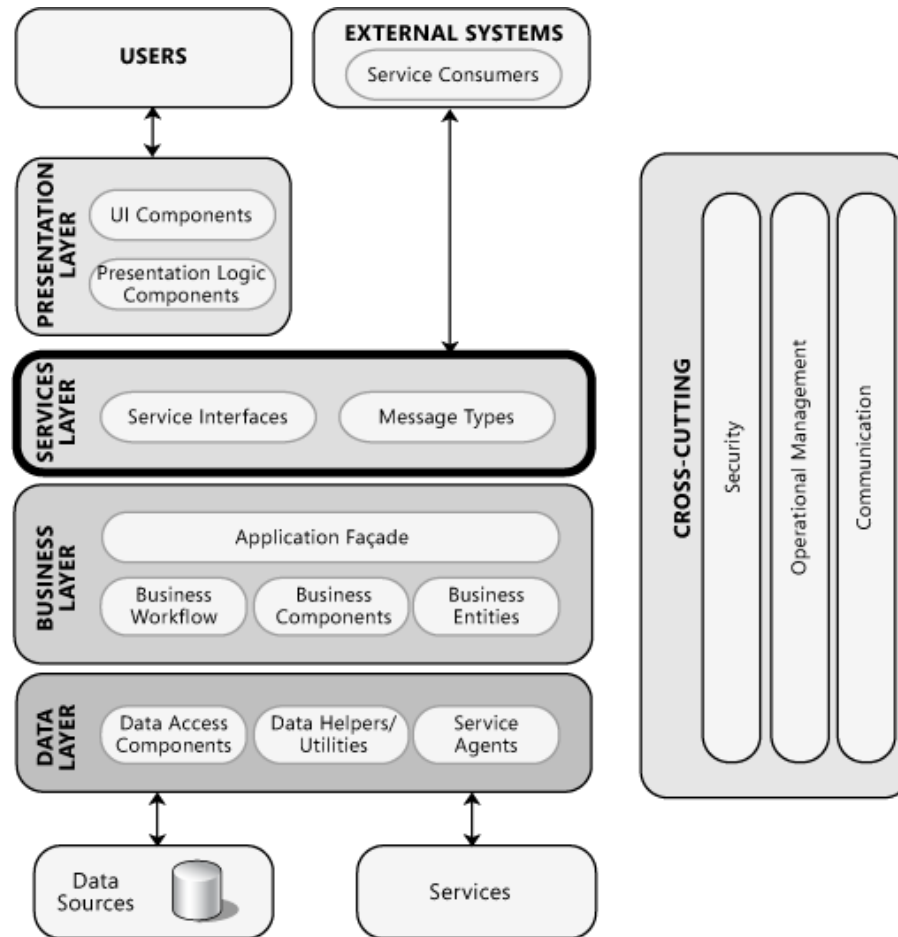 USERS
EXTERNAL SYSTEMS
Service Consumers
PRESENTATION
LAYER
UI Components
Presentation Logic
Components
SERVICES
LAYER
Service Interfaces
Message Types
BUSINESS
LAYER
Application Façade
Business
Workflow
Business
Components
Business
Entities
DATA
LAYER
Data Access
Components
Data Helpers/
Utilities
Service
Agents
Data
Sources
Services
CROSS-CUTTING
Security
Operational Management
Communication